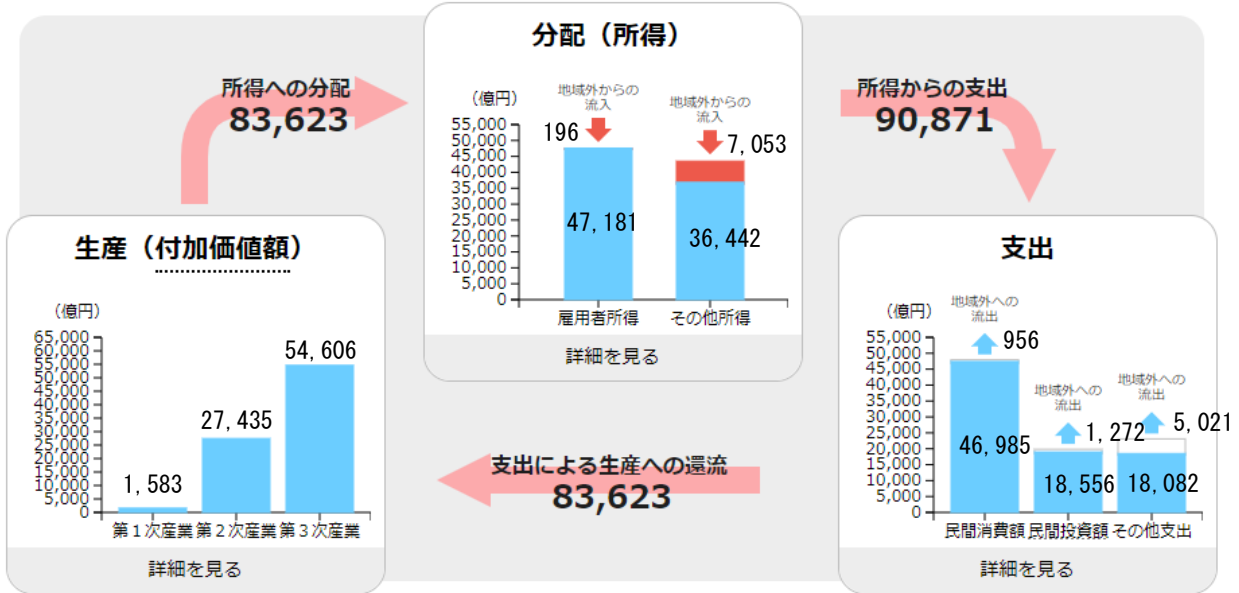 分配（所得）
（億円）
地域外からの
流入
地域外からの
流入
196
7,053
55,000
50,000
45,000
40,000
35,000
30,000
25,000
20,000
15,000
10,000
5,000
0
47,181
36,442
雇用者所得
その他所得
詳細を見る
所得への分配
83,623
所得からの支出
90,871
生産（付加価値額）
（億円）
65,000
60,000
55,000
50,000
45,000
40,000
35,000
30,000
25,000
20,000
15,000
10,000
5,000
0
1,583
27,435
54,606
第１次産業
第２次産業
第３次産業
詳細を見る
支出
（億円）
地域外への
流出
956
地域外への
流出
1,272
地域外への
流出
5,021
55,000
50,000
45,000
40,000
35,000
30,000
25,000
20,000
15,000
10,000
5,000
0
46,985
18,556
18,082
民間消費額
民間投資額
その他支出
詳細を見る
支出による生産への還流
83,623